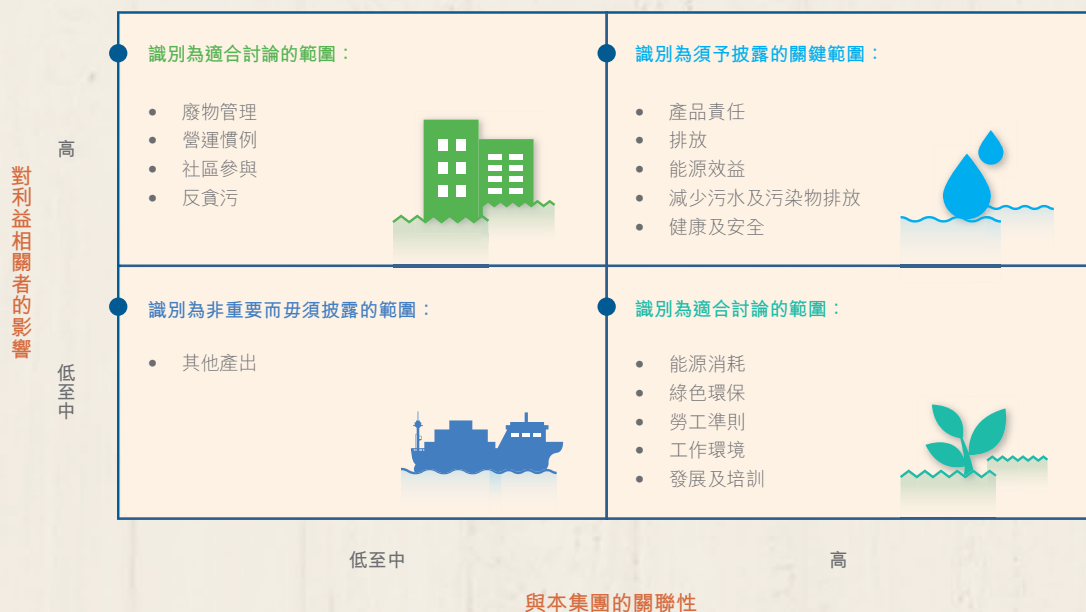 對利益相關者的影響
高
識別為適合討論的範圍：
• 廢物管理
• 營運慣例
• 社區參與
• 反貪污
識別為須予披露的關鍵範圍：
• 產品責任
• 排放
• 能源效益
• 減少污水及污染物排放
• 健康及安全
低至中
識別為非重要而毋須披露的範圍：
• 其他產出
識別為適合討論的範圍：
• 能源消耗
• 綠色環保
• 勞工準則
• 工作環境
• 發展及培訓
低至中
高
與本集團的關聯性